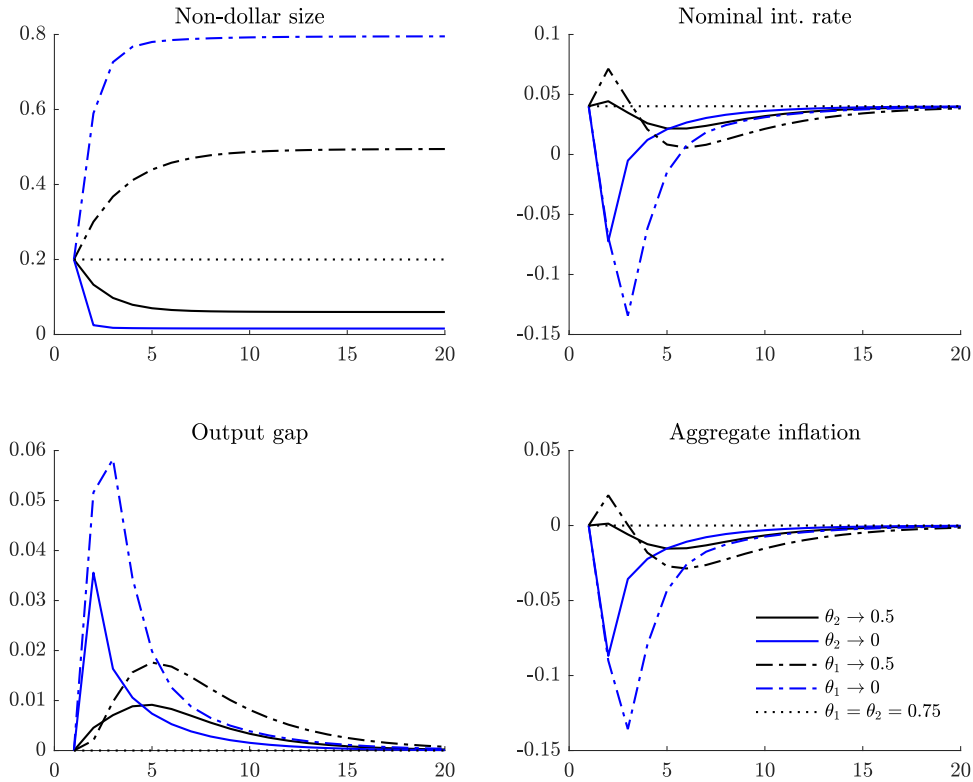 Non-dollar size
0.8
0.6
0.4
0.2
0
0 5 10 15 20
Nominal int. rate
0.1
0.05
0
-0.05
-0.1
-0.15
0 5 10 15 20
Output gap
0.06
0.05
0.04
0.03
0.02
0.01
0
0 5 10 15 20
Aggregate inflation
0.05
0
-0.05
-0.1
-0.15
0 5 10 15 20
θ₂ → 0.5
θ₂ → 0
θ₁ → 0.5
θ₁ → 0
θ₁ = θ₂ = 0.75